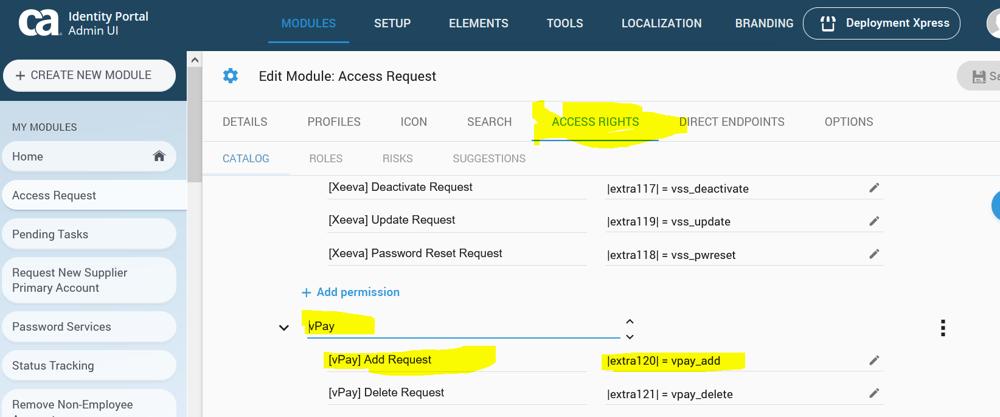 ca Identity Portal
Admin UI
MODULES SETUP ELEMENTS TOOLS LOCALIZATION BRANDING Deployment Xpress
+ CREATE NEW MODULE
MY MODULES
Home
Access Request
Pending Tasks
Request New Supplier
Primary Account
Password Services
Status Tracking
Remove Non-Employee
Edit Module: Access Request
DETAILS PROFILES ICON SEARCH ACCESS RIGHTS DIRECT ENDPOINTS OPTIONS
CATALOG ROLES RISKS SUGGESTIONS
[Xeeva] Deactivate Request |extra117| = vss_deactivate
[Xeeva] Update Request |extra119| = vss_update
[Xeeva] Password Reset Request |extra118| = vss_pwreset
+ Add permission
vPay
[vPay] Add Request |extra120| = vpay_add
[vPay] Delete Request |extra121| = vpay_delete